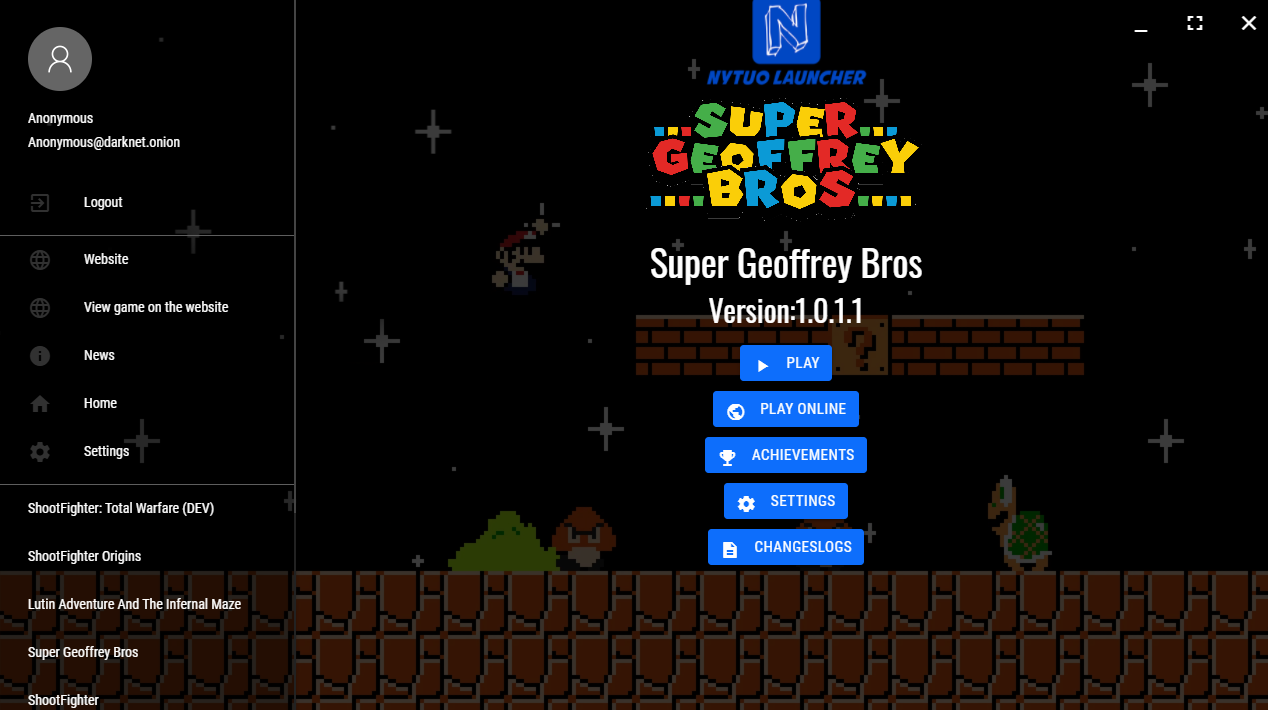 Anonymous
Anonymous@darknet.onion
Logout
Website
View game on the website
News
Home
Settings
ShootFighter: Total Warfare (DEV)
ShootFighter Origins
Lutin Adventure And The Infernal Maze
Super Geoffrey Bros
ShootFighter
N
NYTUO LAUNCHER
SUPER
GEOFFREY
BROS
Super Geoffrey Bros
Version:1.0.1.1
?
PLAY
PLAY ONLINE
ACHIEVEMENTS
SETTINGS
CHANGESLOGS